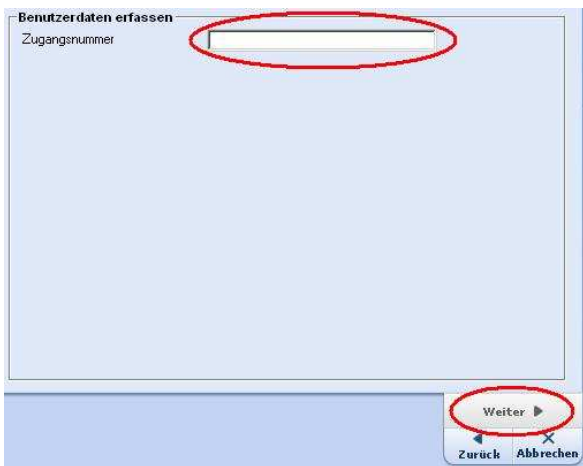 Benutzerdaten erfassen
Zugangsnummer
Weiter
Zurück Abbrechen